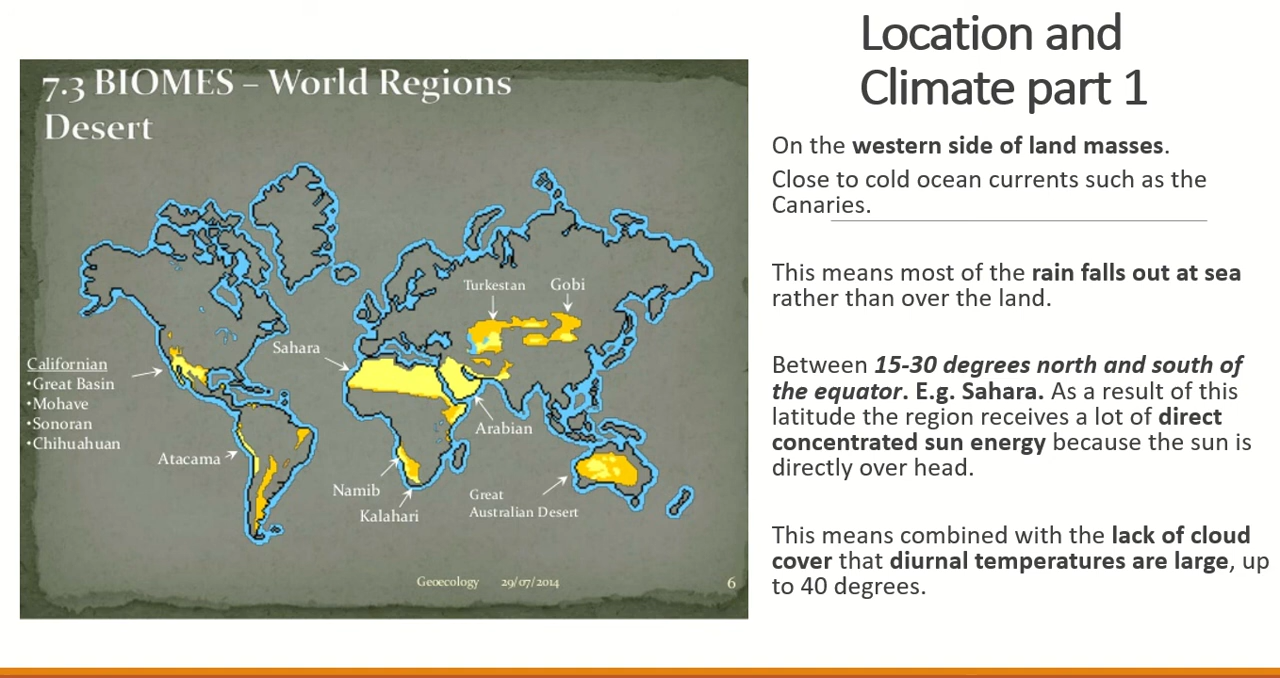 Location and
Climate part 1
7.3 BIOMES – World Regions
Desert
Turkestan
Gobi
Sahara
Californian
•Great Basin
•Mohave
•Sonoran
•Chihuahuan
Arabian
Atacama
Namib
Kalahari
Great
Australian Desert
Geoecology 29/07/2014 6
On the western side of land masses.
Close to cold ocean currents such as the
Canaries.
This means most of the rain falls out at sea
rather than over the land.
Between 15-30 degrees north and south of
the equator. E.g. Sahara. As a result of this
latitude the region receives a lot of direct
concentrated sun energy because the sun is
directly over head.
This means combined with the lack of cloud
cover that diurnal temperatures are large, up
to 40 degrees.